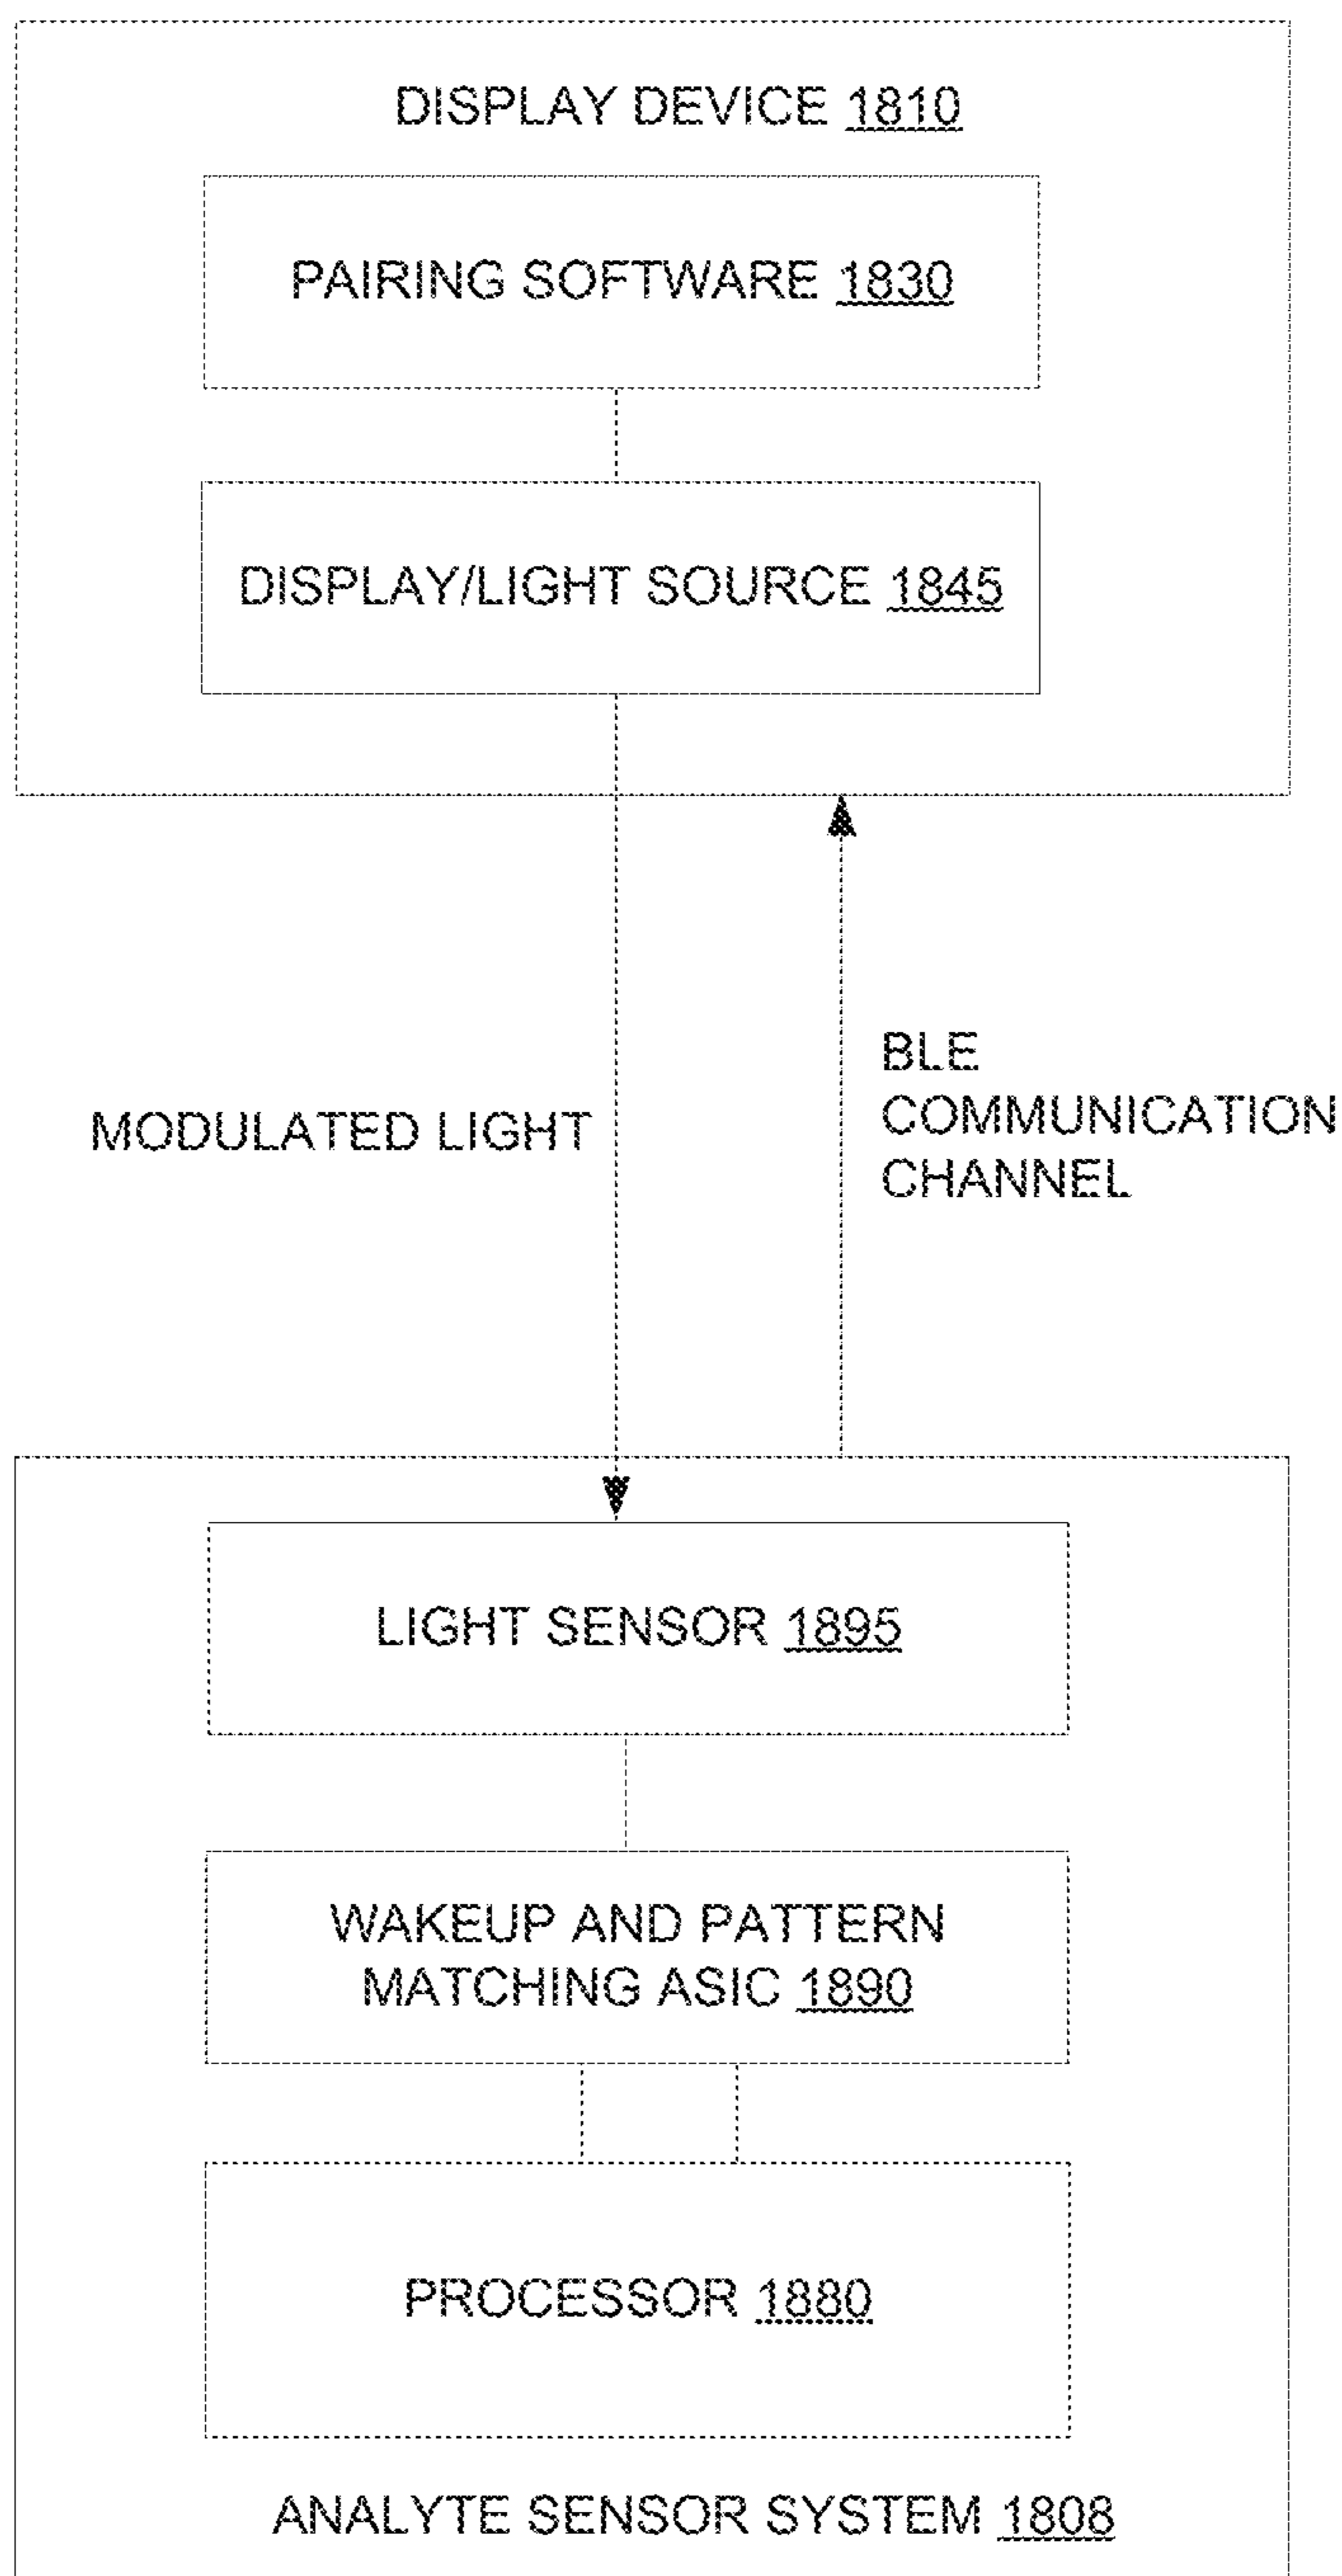 DISPLAY DEVICE 1810
PAIRING SOFTWARE 1830
DISPLAY/LIGHT SOURCE 1845
MODULATED LIGHT
BLE
COMMUNICATION
CHANNEL
LIGHT SENSOR 1895
WAKEUP AND PATTERN
MATCHING ASIC 1890
PROCESSOR 1880
ANALYTE SENSOR SYSTEM 1808